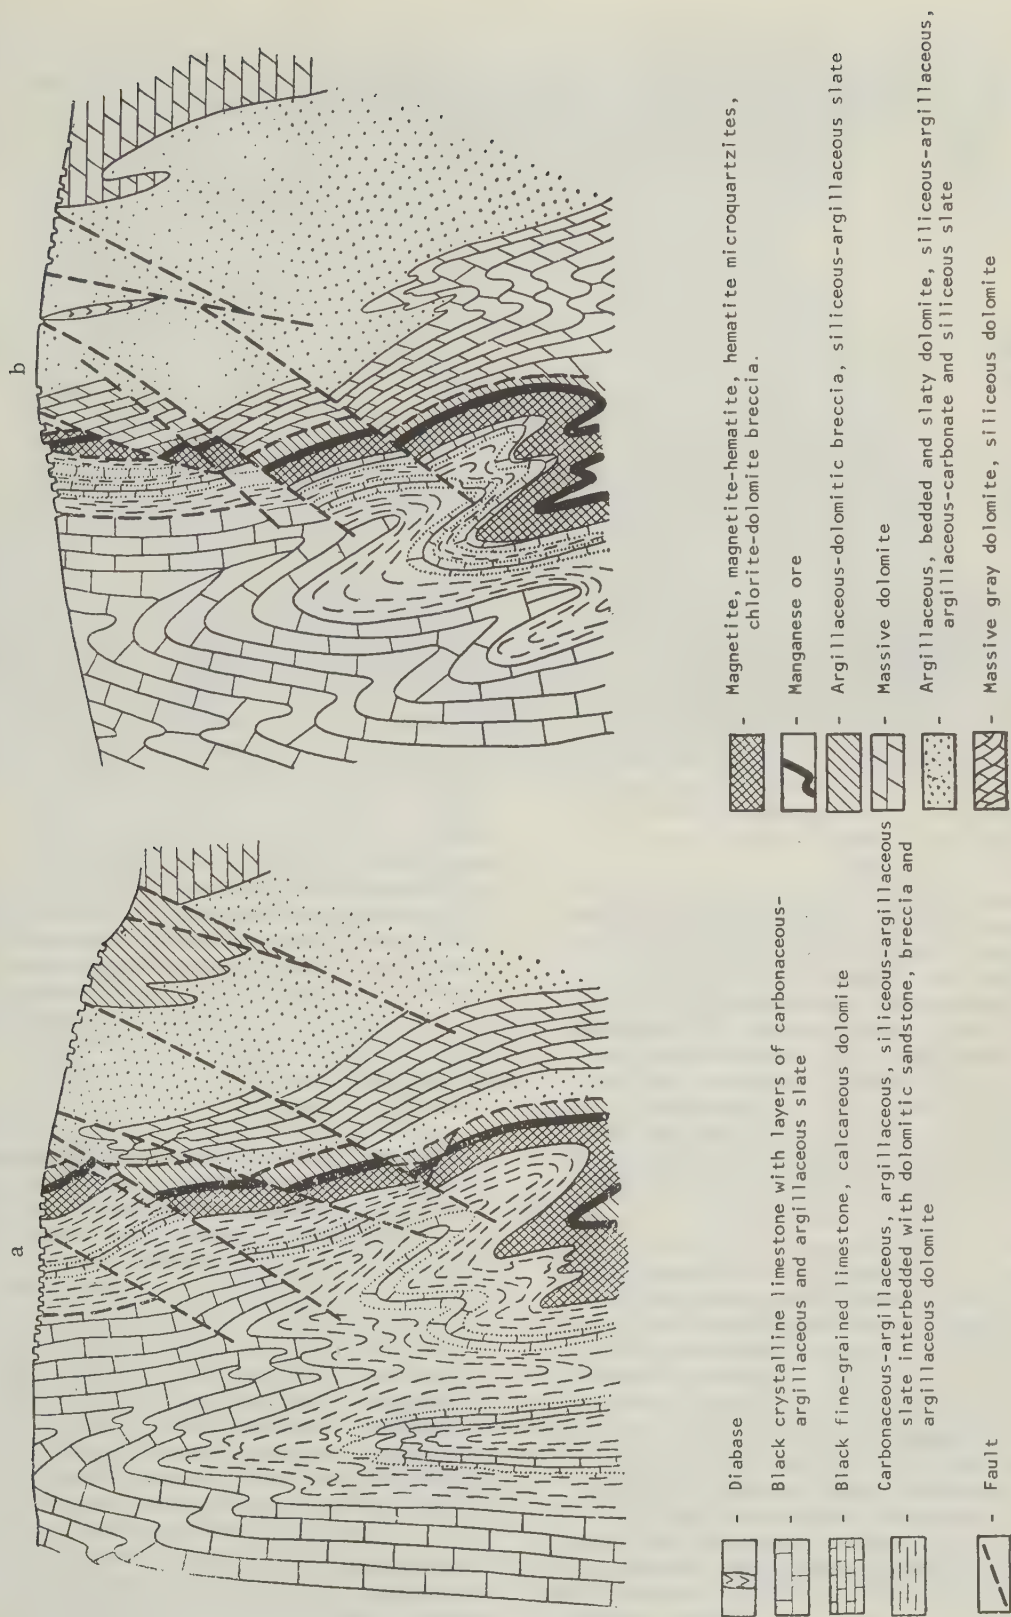 a
b
Diabase
Black crystalline limestone with layers of carbonaceous-
argillaceous and argillaceous slate
Black fine-grained limestone, calcareous dolomite
Carbonaceous-argillaceous, argillaceous, siliceous-argillaceous
slate interbedded with dolomitic sandstone, breccia and
argillaceous dolomite
Fault
Magnetite, magnetite-hematite, hematite microquartzites,
chlorite-dolomite breccia.
Manganese ore
Argillaceous-dolomitic breccia, siliceous-argillaceous slate
Massive dolomite
Argillaceous, bedded and slaty dolomite, siliceous-argillaceous,
argillaceous-carbonate and siliceous slate
Massive gray dolomite, siliceous dolomite